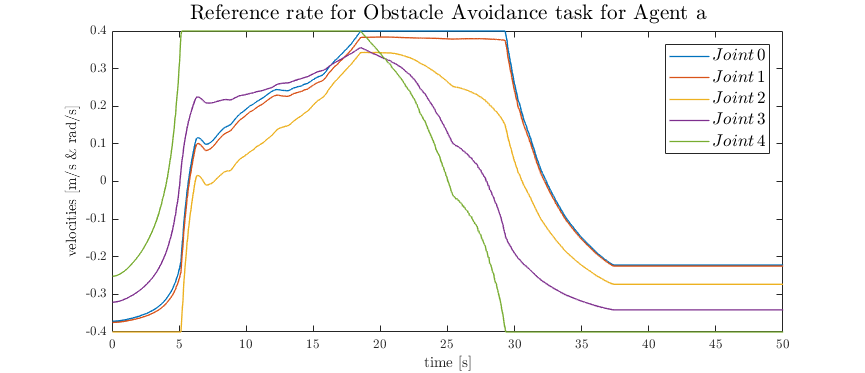 Reference rate for Obstacle Avoidance task for Agent a
velocities [m/s & rad/s]
0.4
0.3
0.2
0.1
0
-0.1
-0.2
-0.3
-0.4
Joint 0
Joint 1
Joint 2
Joint 3
Joint 4
0 5 10 15 20 25 30 35 40 45 50
time [s]